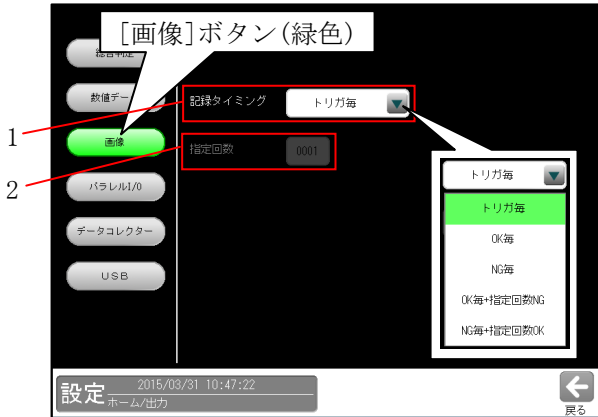 [画像]ボタン(緑色)
総合判定
数値デー
記録タイミング
トリガ毎
1
画像
指定回数
0001
2
パラレルI/O
トリガ毎
トリガ毎
データコレクター
OK毎
USB
NG毎
OK毎+指定回数NG
NG毎+指定回数OK
設定
2015/03/31 10:47:22
ホーム/出力
戻る